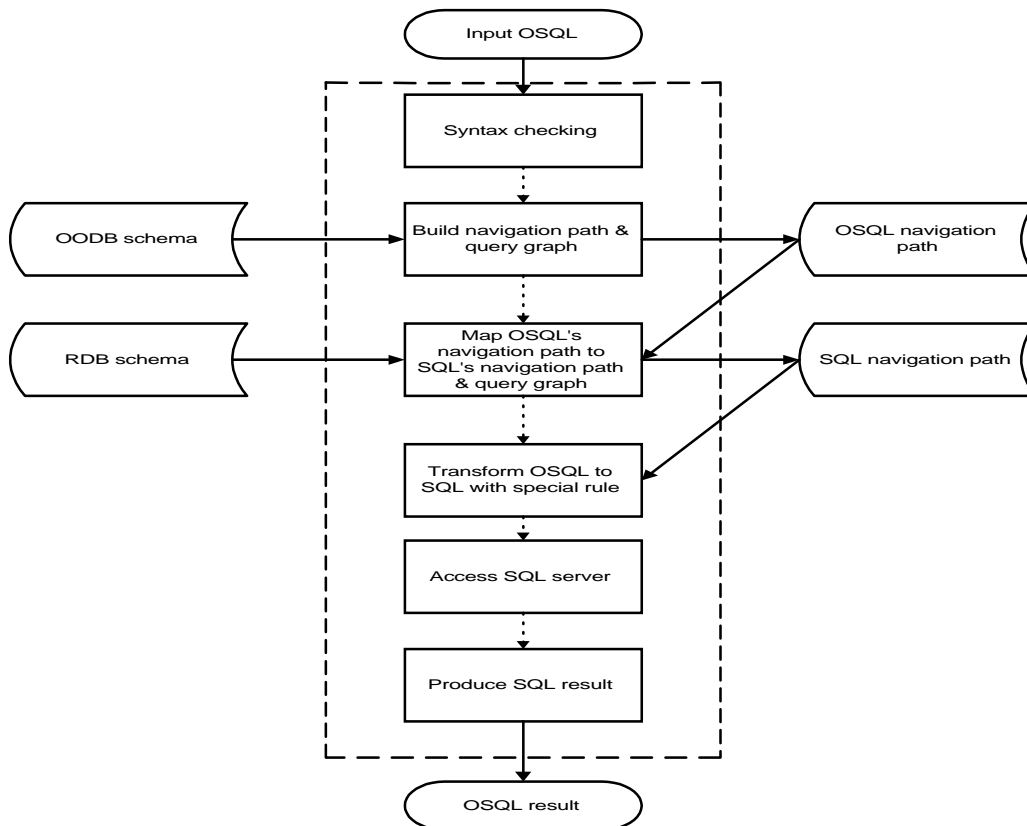 Input OSQL
Syntax checking
OODB schema
Build navigation path &
query graph
OSQL navigation
path
RDB schema
Map OSQL's
navigation path to
SQL's navigation path
& query graph
SQL navigation path
Transform OSQL to
SQL with special rule
Access SQL server
Produce SQL result
OSQL result